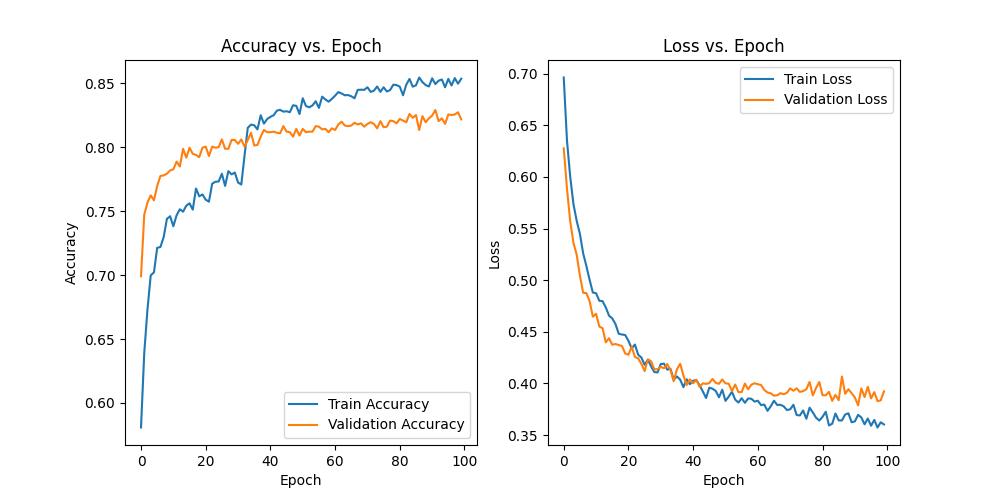 Accuracy vs. Epoch
0.85
0.80
0.75
0.70
0.65
0.60
Accuracy
0 20 40 60 80 100
Epoch
Train Accuracy
Validation Accuracy
Loss vs. Epoch
0.70
0.65
0.60
0.55
0.50
0.45
0.40
0.35
Loss
0 20 40 60 80 100
Epoch
Train Loss
Validation Loss